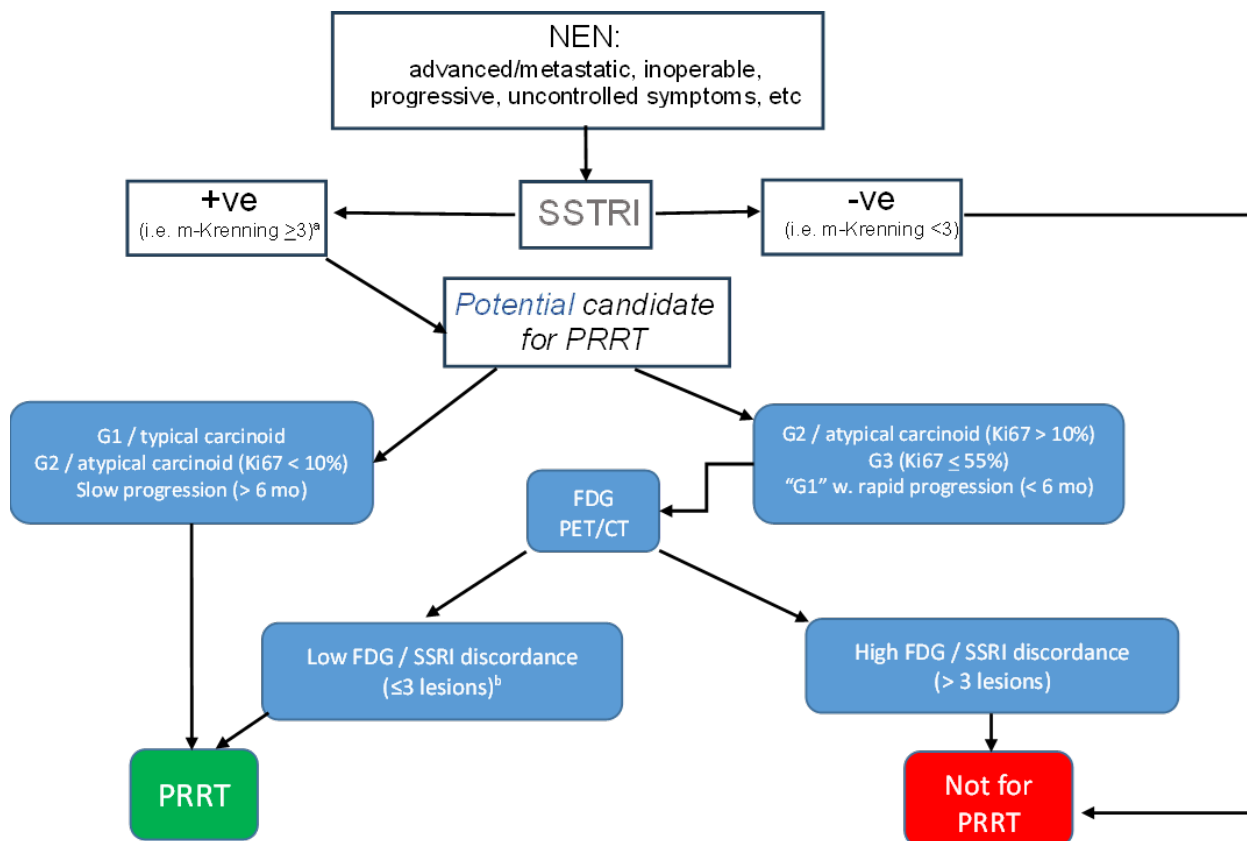 NEN:
advanced/metastatic, inoperable,
progressive, uncontrolled symptoms, etc
+ve
(i.e. m-Krenning ≥3)ᵃ
SSTRI
-ve
(i.e. m-Krenning <3)
Potential candidate
for PRRT
G1 / typical carcinoid
G2 / atypical carcinoid (Ki67 < 10%)
Slow progression (> 6 mo)
G2 / atypical carcinoid (Ki67 > 10%)
G3 (Ki67 ≤ 55%)
“G1” w. rapid progression (< 6 mo)
FDG
PET/CT
Low FDG / SSRI discordance
(≤3 lesions)ᵇ
High FDG / SSRI discordance
(> 3 lesions)
PRRT
Not for
PRRT